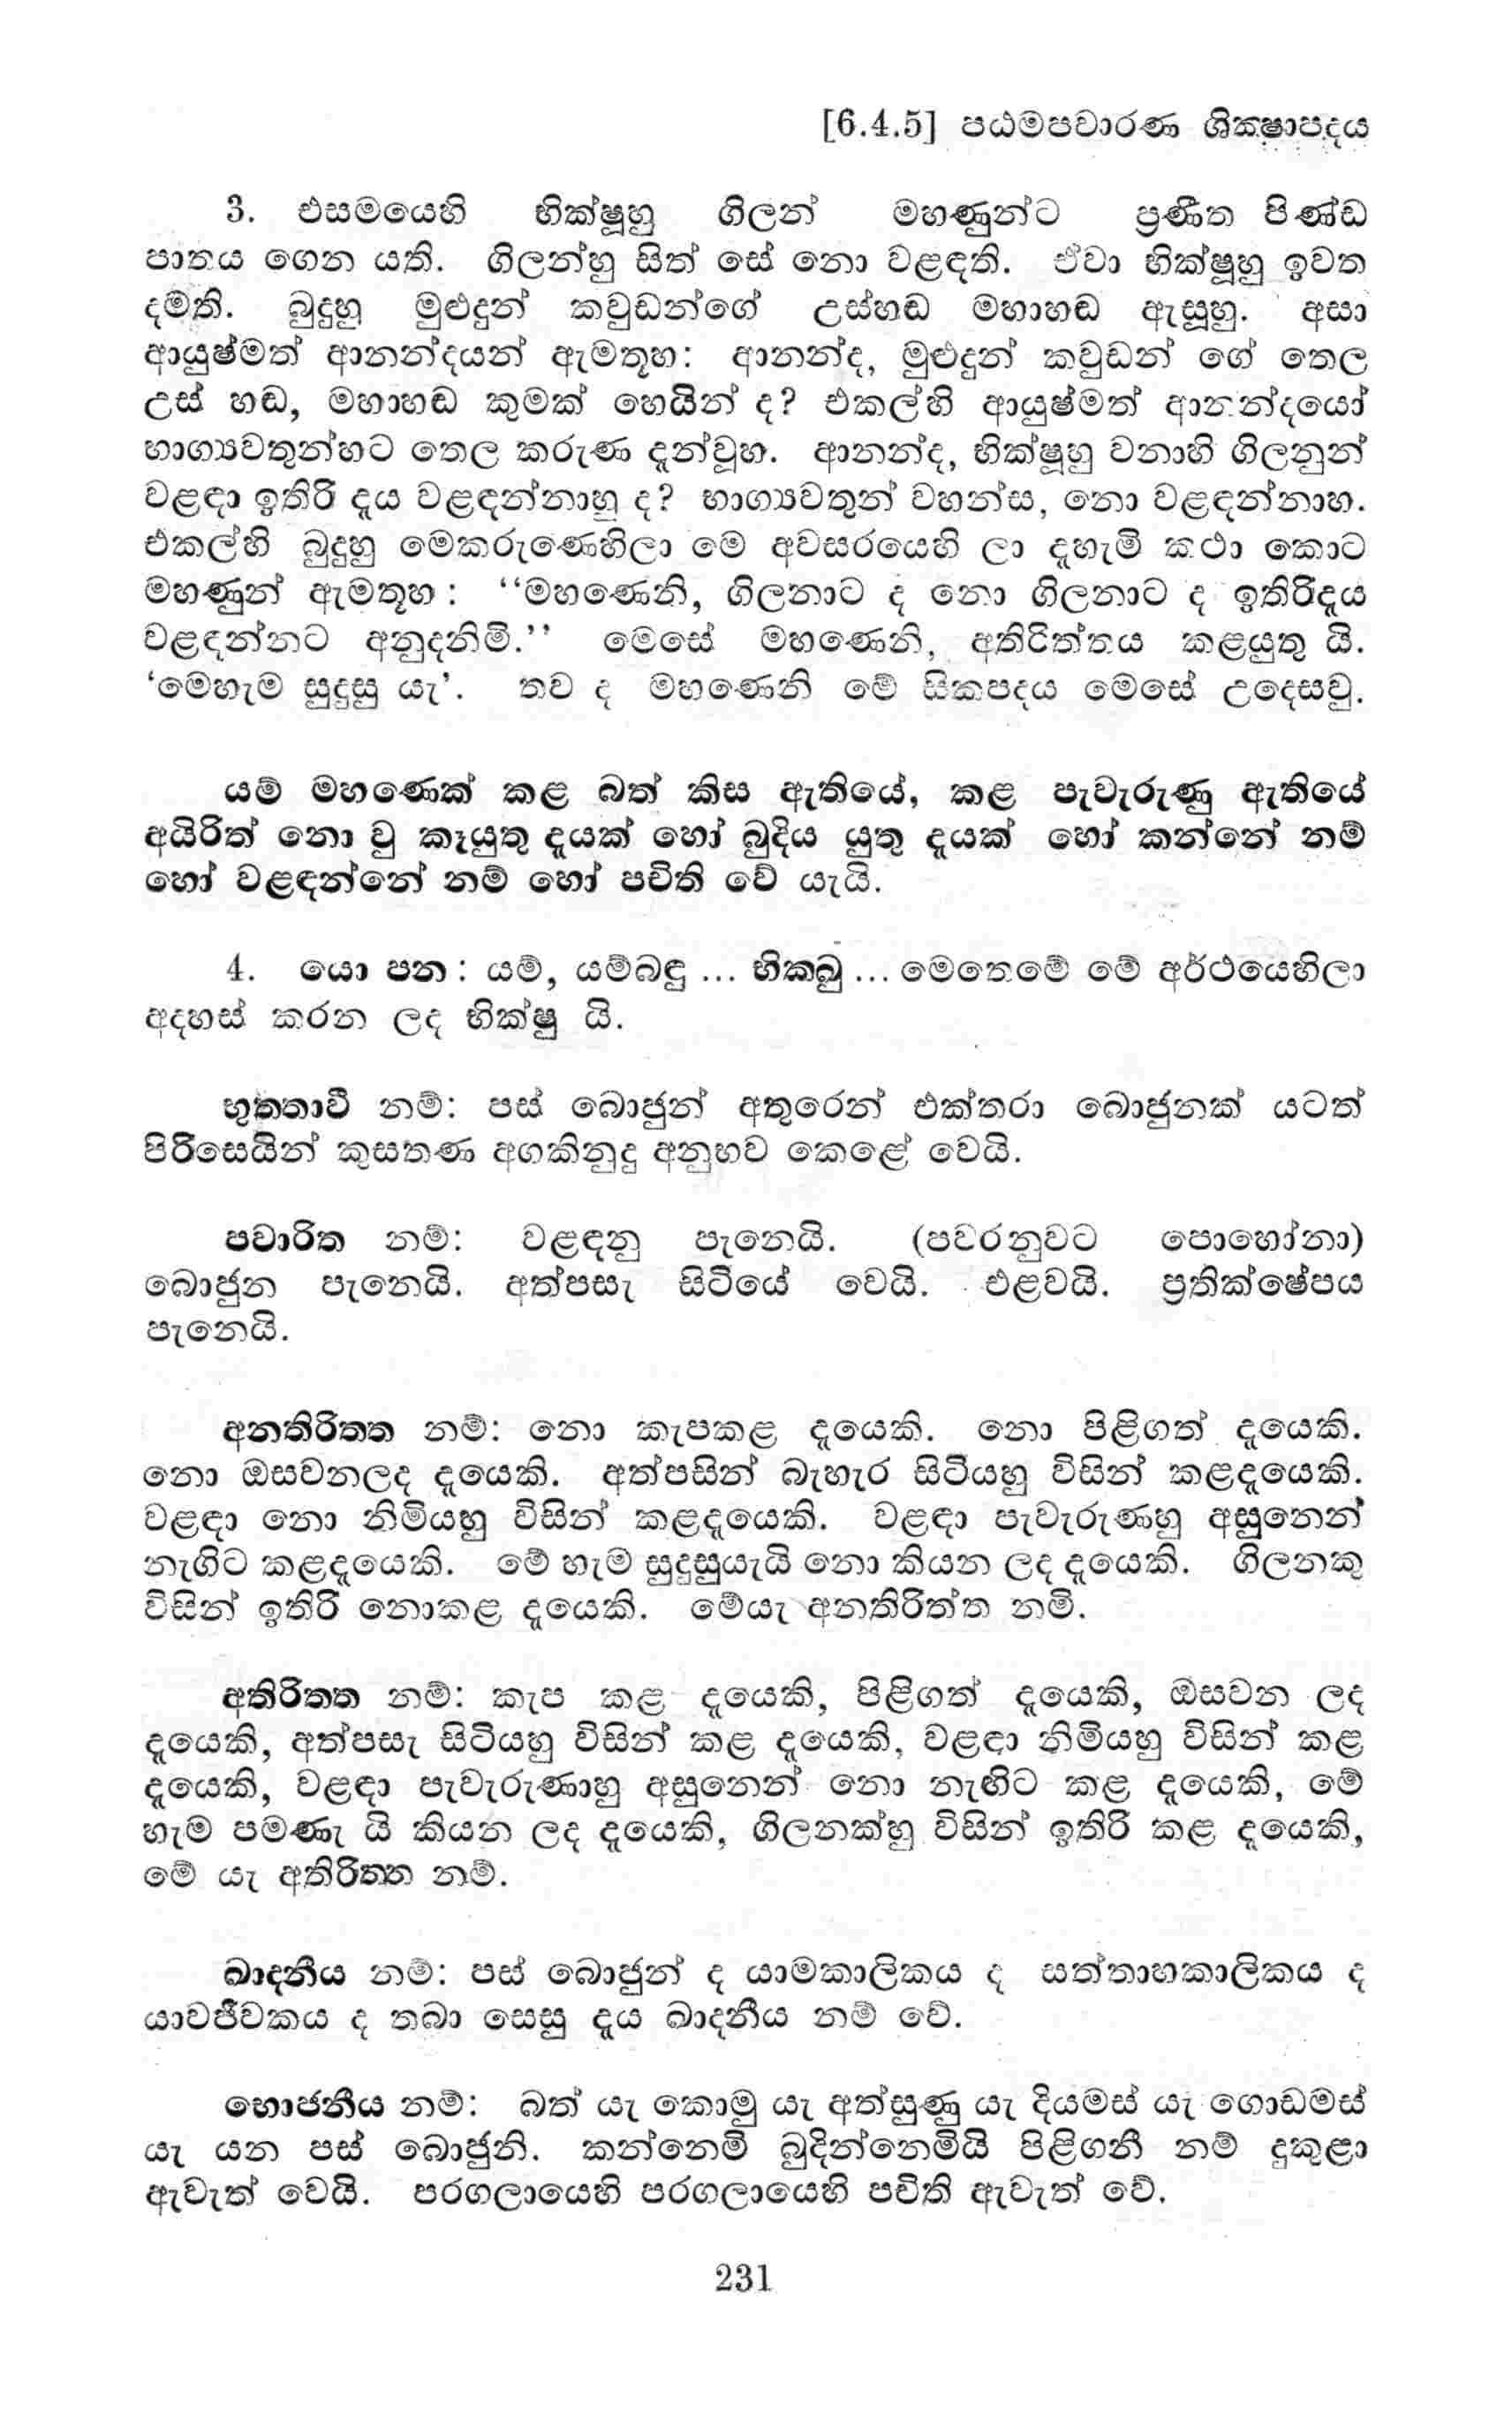 [6.4.5] පඨමපවාරණ ශික්‍ෂාපදය
3. එසමයෙහි භික්ෂූහු ගිලන් මහණුන්ට ප්‍රණීත පිණ්ඩ
පාතය ගෙන යති. ගිලන්හු සිත් සේ නො වළඳති. ඒවා භික්ෂූහු ඉවත
දමති. බුදුහු මුළුදුන් කවුඩන්ගේ උස්හඬ මහාහඬ ඇසූහු. අසා
ආයුෂ්මත් ආනන්දයන් ඇමතූහ: ආනන්ද, මුළුදුන් කවුඩන් ගේ තෙල
උස් හඬ, මහාහඬ කුමක් හෙයින් ද? එකල්හි ආයුෂ්මත් ආනන්දයෝ
භාග්‍යවතුන්හට තෙල කරුණ දැන්වූහ. ආනන්ද, භික්ෂූහු වනාහි ගිලනුන්
වළඳා ඉතිරි දැය වළඳන්නාහු ද? භාග්‍යවතුන් වහන්ස, නො වළඳන්නාහ.
එකල්හි බුදුහු මෙකරුණෙහිලා මෙ අවසරයෙහි ලා දැහැමි කථා කොට
මහණුන් ඇමතූහ: “මහණෙනි, ගිලනාට ද නො ගිලනාට ද ඉතිරිදැය
වළඳන්නට අනුදනිමි.” මෙසේ මහණෙනි, අතිරිත්තය කළයුතු යි.
‘මෙහැම සුදුසු යැ’. තව ද මහණෙනි මේ සිකපදය මෙසේ උදෙසවු.
යම් මහණෙක් කළ බත් කිස ඇතියේ, කළ පැවැරුණු ඇතියේ
අයිරිත් නො වූ කෑයුතු දැයක් හෝ බුදිය යුතු දැයක් හෝ කන්නේ නම්
හෝ වළඳන්නේ නම් හෝ පචිති වේ යැයි.
4. යො පන: යම්, යම්බඳු ... භික්‍ඛු ... මෙතෙමේ මේ අර්ථයෙහිලා
අදහස් කරන ලද භික්ෂු යි.
භුත්‍තාවී නම්: පස් බොජුන් අතුරෙන් එක්තරා බොජුනක් යටත්
පිරිසෙයින් කුසතණ අගකිනුදු අනුභව කෙළේ වෙයි.
පවාරිත නම්: වළඳනු පැනෙයි. (පවරනුවට පොහෝනා)
බොජුන පැනෙයි. අත්පසැ සිටියේ වෙයි. එළවයි. ප්‍රතික්ෂේපය
පැනෙයි.
අනතිරිත්‍ත නම්: නො කැපකළ දැයෙකි. නො පිළිගත් දැයෙකි.
නො ඔසවනලද දැයෙකි. අත්පසින් බැහැර සිටියහු විසින් කළදැයෙකි.
වළඳා නො නිමියහු විසින් කළදැයෙකි. වළඳා පැවැරුණහු අසුනෙන්
නැගිට කළදැයෙකි. මේ හැම සුදුසුයැයි නො කියන ලද දැයෙකි. ගිලනකු
විසින් ඉතිරි නොකළ දැයෙකි. මේයැ අනතිරිත්ත නමි.
අතිරිත්‍ත නම්: කැප කළ දැයෙකි, පිළිගත් දැයෙකි, ඔසවන ලද
දැයෙකි, අත්පසැ සිටියහු විසින් කළ දැයෙකි, වළඳා නිමියහු විසින් කළ
දැයෙකි, වළඳා පැවැරුණාහු අසුනෙන් නො නැඟිට කළ දැයෙකි, මේ
හැම පමණැ යි කියන ලද දැයෙකි, ගිලනක්හු විසින් ඉතිරි කළ දැයෙකි,
මේ යැ අතිරිත්‍ත නම්.
ඛාදනීය නම්: පස් බොජුන් ද යාමකාලිකය ද සත්තාහකාලිකය ද
යාවජීවකය ද තබා සෙසු දැය ඛාදනීය නම් වේ.
භොජනීය නම්: බත් යැ කොමු යැ අත්සුණු යැ දියමස් යැ ගොඩමස්
යැ යන පස් බොජුනි. කන්නෙමි බුදින්නෙමියි පිළිගනී නම් දුකුළා
ඇවැත් වෙයි. පරගලායෙහි පරගලායෙහි පචිති ඇවැත් වේ.
231